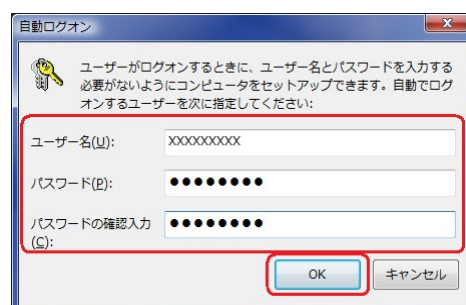 自動ログオン
ユーザーがログオンするときに、ユーザー名とパスワードを入力する
必要がないようにコンピュータをセットアップできます。自動でログ
オンするユーザーを次に指定してください:
ユーザー名(U):
XXXXXXXXX
パスワード(P):
●●●●●●●●
パスワードの確認入力
(C):
●●●●●●●●
OK
キャンセル